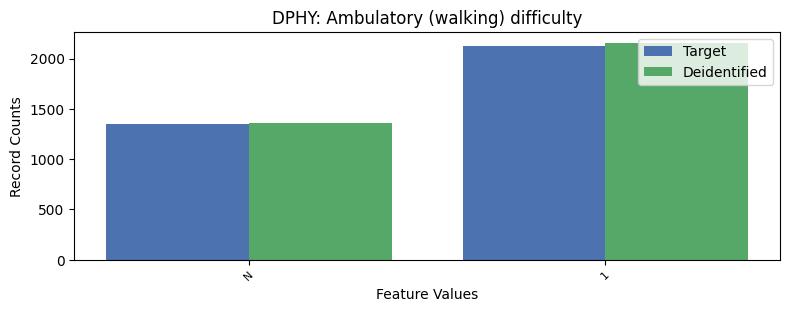 DPHY: Ambulatory (walking) difficulty
Target
Deidentified
Record Counts
2000
1500
1000
500
0
N
1
Feature Values